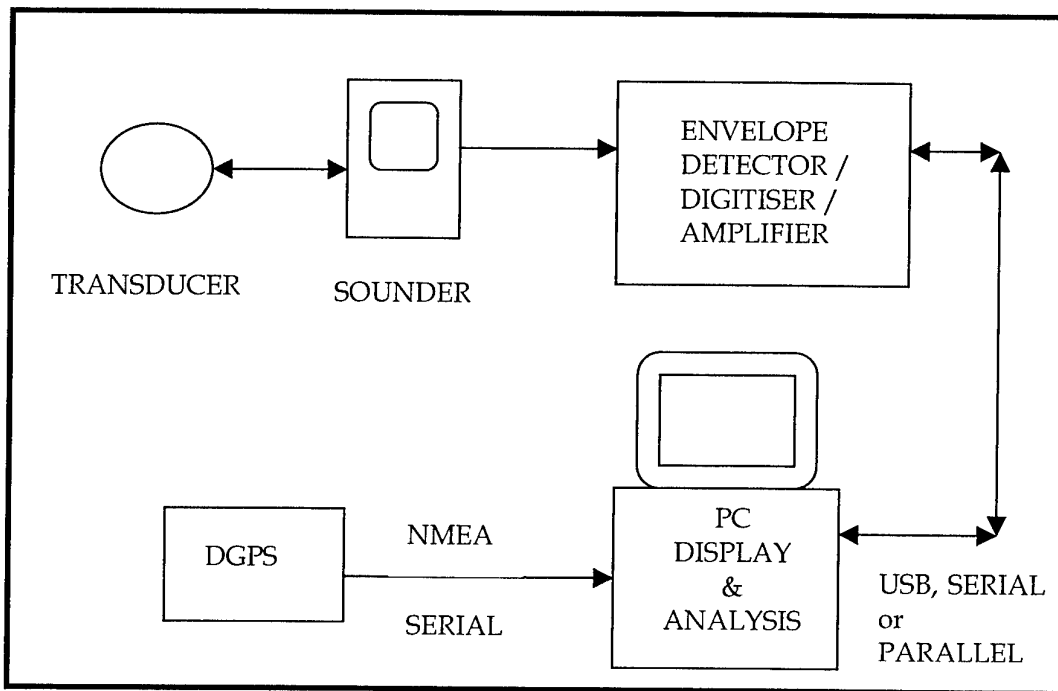 ENVELOPE
DETECTOR /
DIGITISER /
AMPLIFIER
TRANSDUCER
SOUNDER
DGPS
NMEA
SERIAL
PC
DISPLAY
&
ANALYSIS
USB, SERIAL
or
PARALLEL